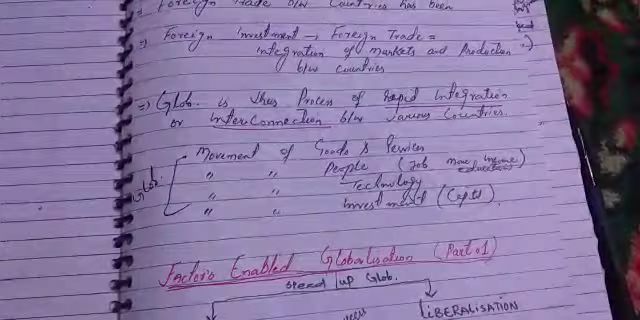 ⇒ Foreign Trade b/w Countries has been
⇒ Foreign Investment → Foreign Trade =
integration of markets and Production
b/w countries
⇒ Glob. is thus Process of rapid integration
or InterConnection b/w various Countries.
Glob. Movement of Goods & Services
" " People (Job more income education)
" " Technology
" " Investment (Capital)
Factors Enabled Globalisation (Part 01)
Speed up Glob.
LIBERALISATION